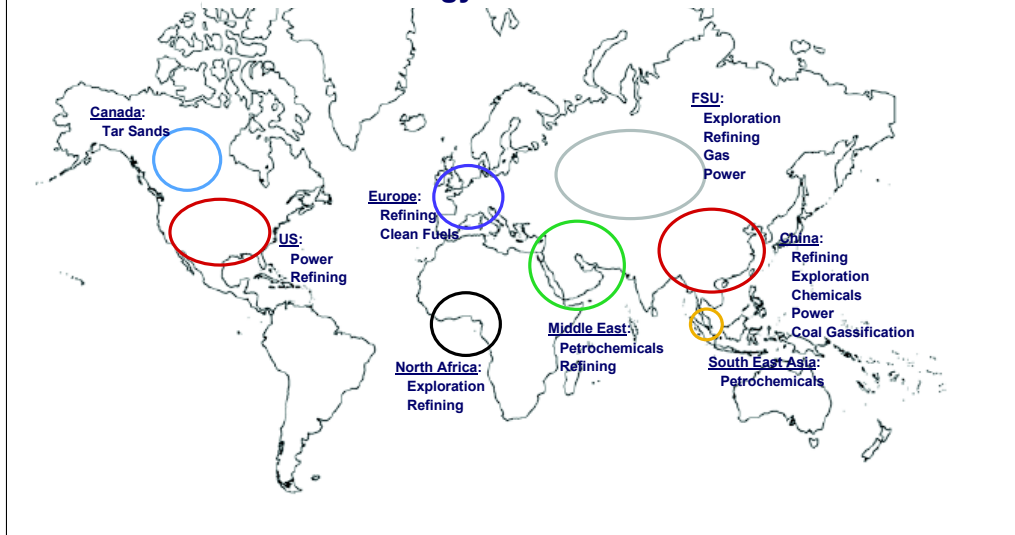 Canada:
Tar Sands
FSU:
Exploration
Refining
Gas
Power
Europe:
Refining
Clean Fuels
US:
Power
Refining
China:
Refining
Exploration
Chemicals
Power
Coal Gassification
Middle East:
Petrochemicals
Refining
South East Asia:
Petrochemicals
North Africa:
Exploration
Refining